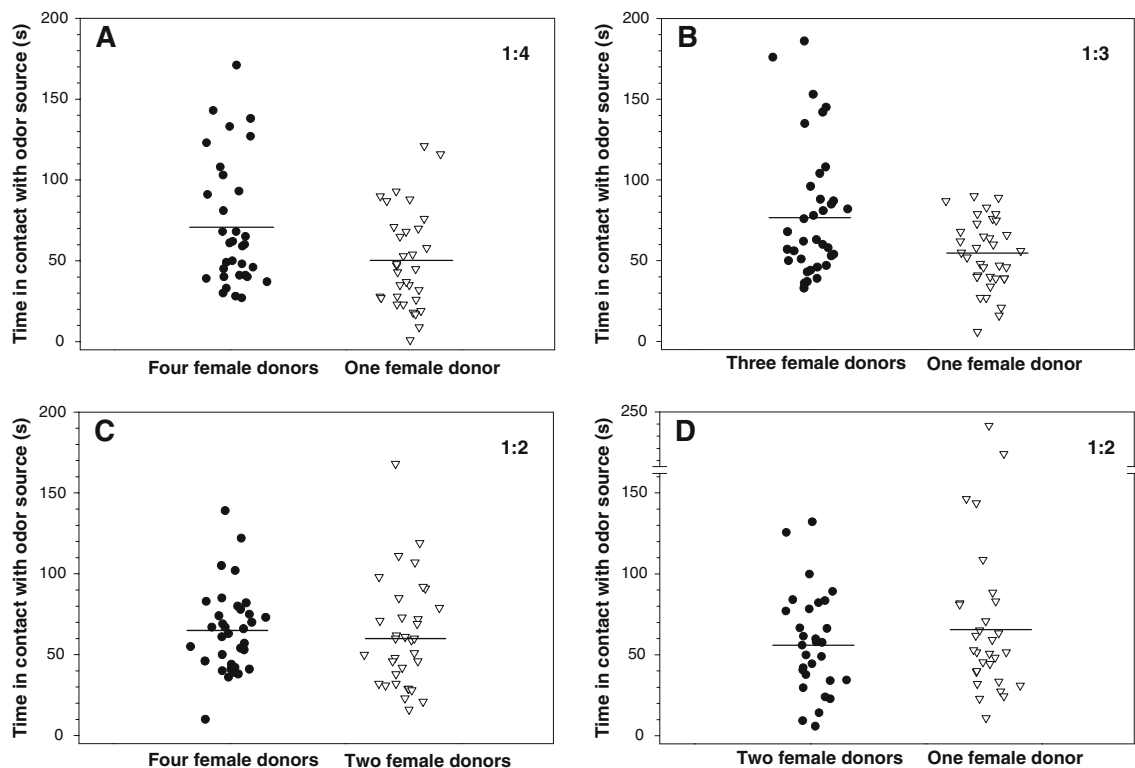 A
1:4
Time in contact with odor source (s)
200
150
100
50
0
Four female donors One female donor
B
1:3
Time in contact with odor source (s)
200
150
100
50
0
Three female donors One female donor
C
1:2
Time in contact with odor source (s)
200
150
100
50
0
Four female donors Two female donors
D
1:2
Time in contact with odor source (s)
250
150
100
50
0
Two female donors One female donor